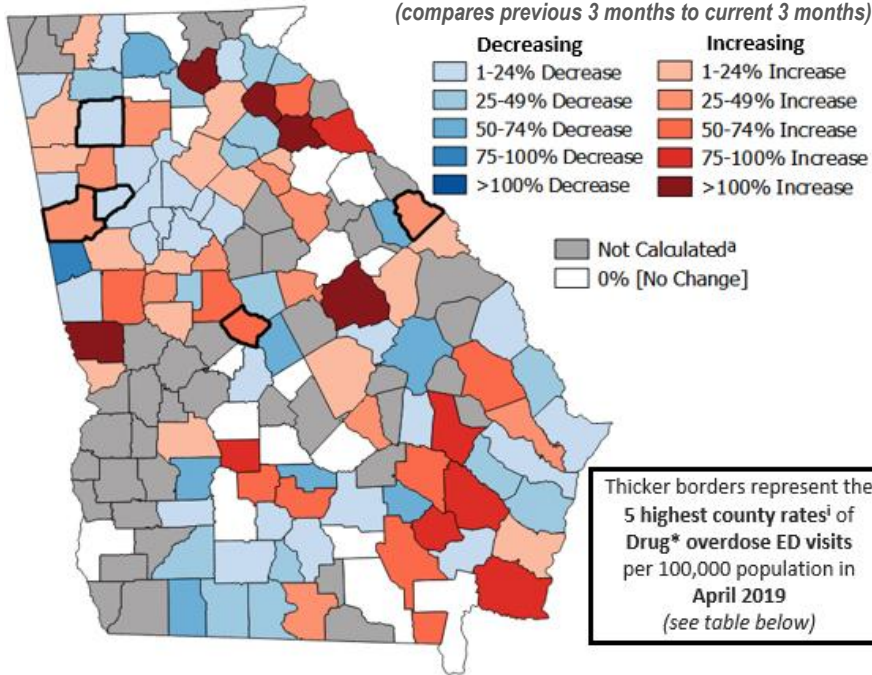 (compares previous 3 months to current 3 months)
Decreasing
1-24% Decrease
25-49% Decrease
50-74% Decrease
75-100% Decrease
>100% Decrease
Increasing
1-24% Increase
25-49% Increase
50-74% Increase
75-100% Increase
>100% Increase
Not Calculatedᵃ
0% [No Change]
Thicker borders represent the
5 highest county ratesⁱ of
Drug* overdose ED visits
per 100,000 population in
April 2019
(see table below)